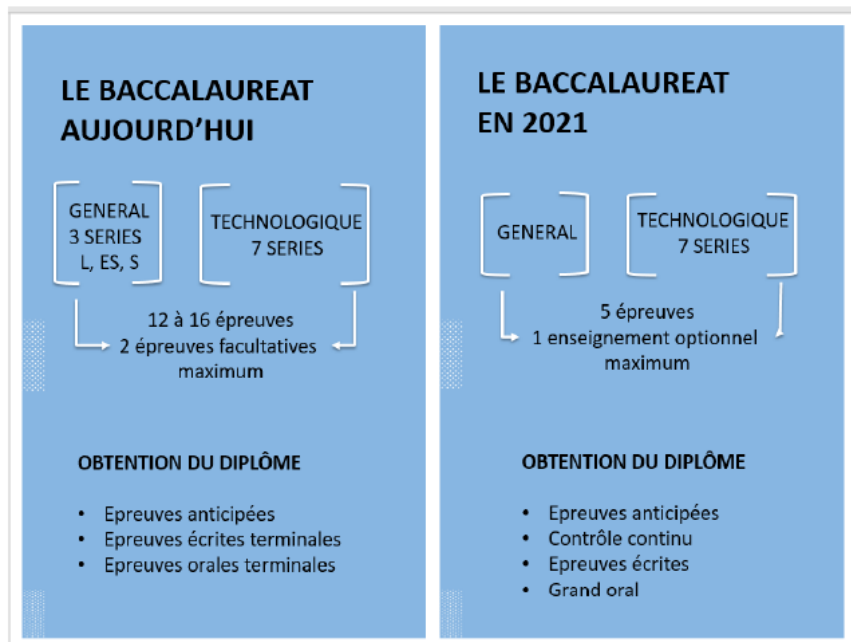 LE BACCALAUREAT
AUJOURD'HUI
GENERAL
3 SERIES
L, ES, S
TECHNOLOGIQUE
7 SERIES
12 à 16 épreuves
2 épreuves facultatives
maximum
OBTENTION DU DIPLÔME
• Epreuves anticipées
• Epreuves écrites terminales
• Epreuves orales terminales
LE BACCALAUREAT
EN 2021
GENERAL
TECHNOLOGIQUE
7 SERIES
5 épreuves
1 enseignement optionnel
maximum
OBTENTION DU DIPLÔME
• Epreuves anticipées
• Contrôle continu
• Epreuves écrites
• Grand oral